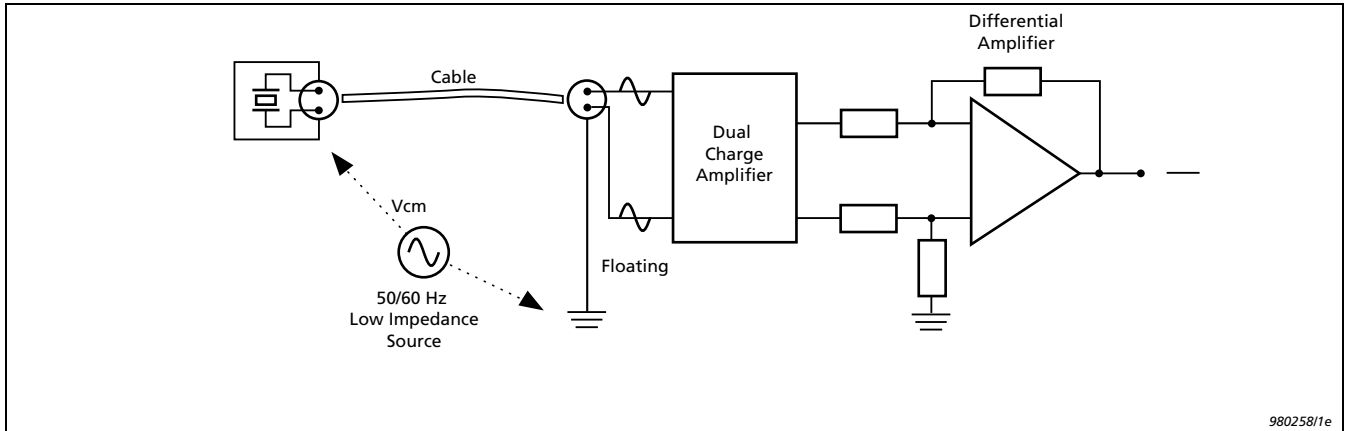 Differential
Amplifier
Cable
Dual
Charge
Amplifier
Vcm
Floating
50/60 Hz
Low Impedance
Source
980258/1e